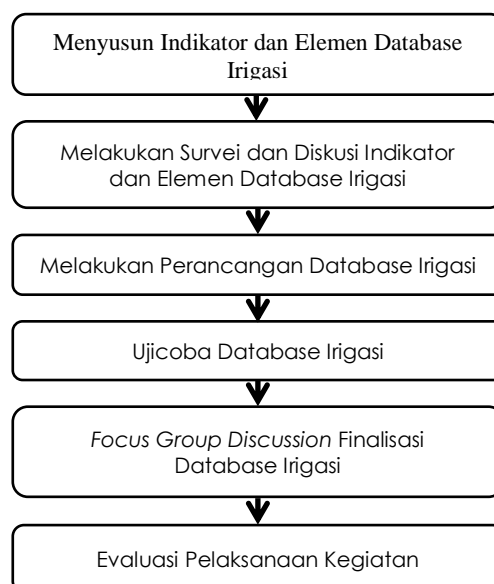 Menyusun Indikator dan Elemen Database
Irigasi
Melakukan Survei dan Diskusi Indikator
dan Elemen Database Irigasi
Melakukan Perancangan Database Irigasi
Ujicoba Database Irigasi
Focus Group Discussion Finalisasi
Database Irigasi
Evaluasi Pelaksanaan Kegiatan